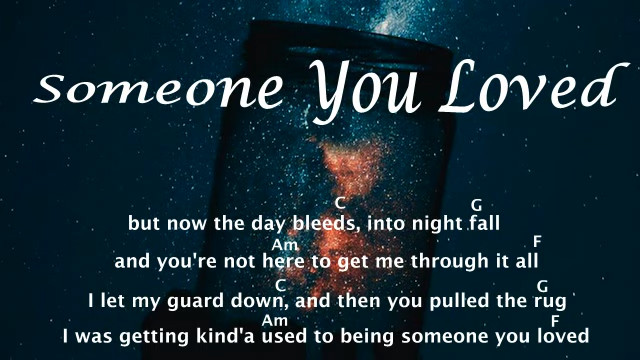 Someone You Loved
C G
but now the day bleeds, into night fall
Am F
and you're not here to get me through it all
C G
I let my guard down, and then you pulled the rug
Am F
I was getting kind'a used to being someone you loved